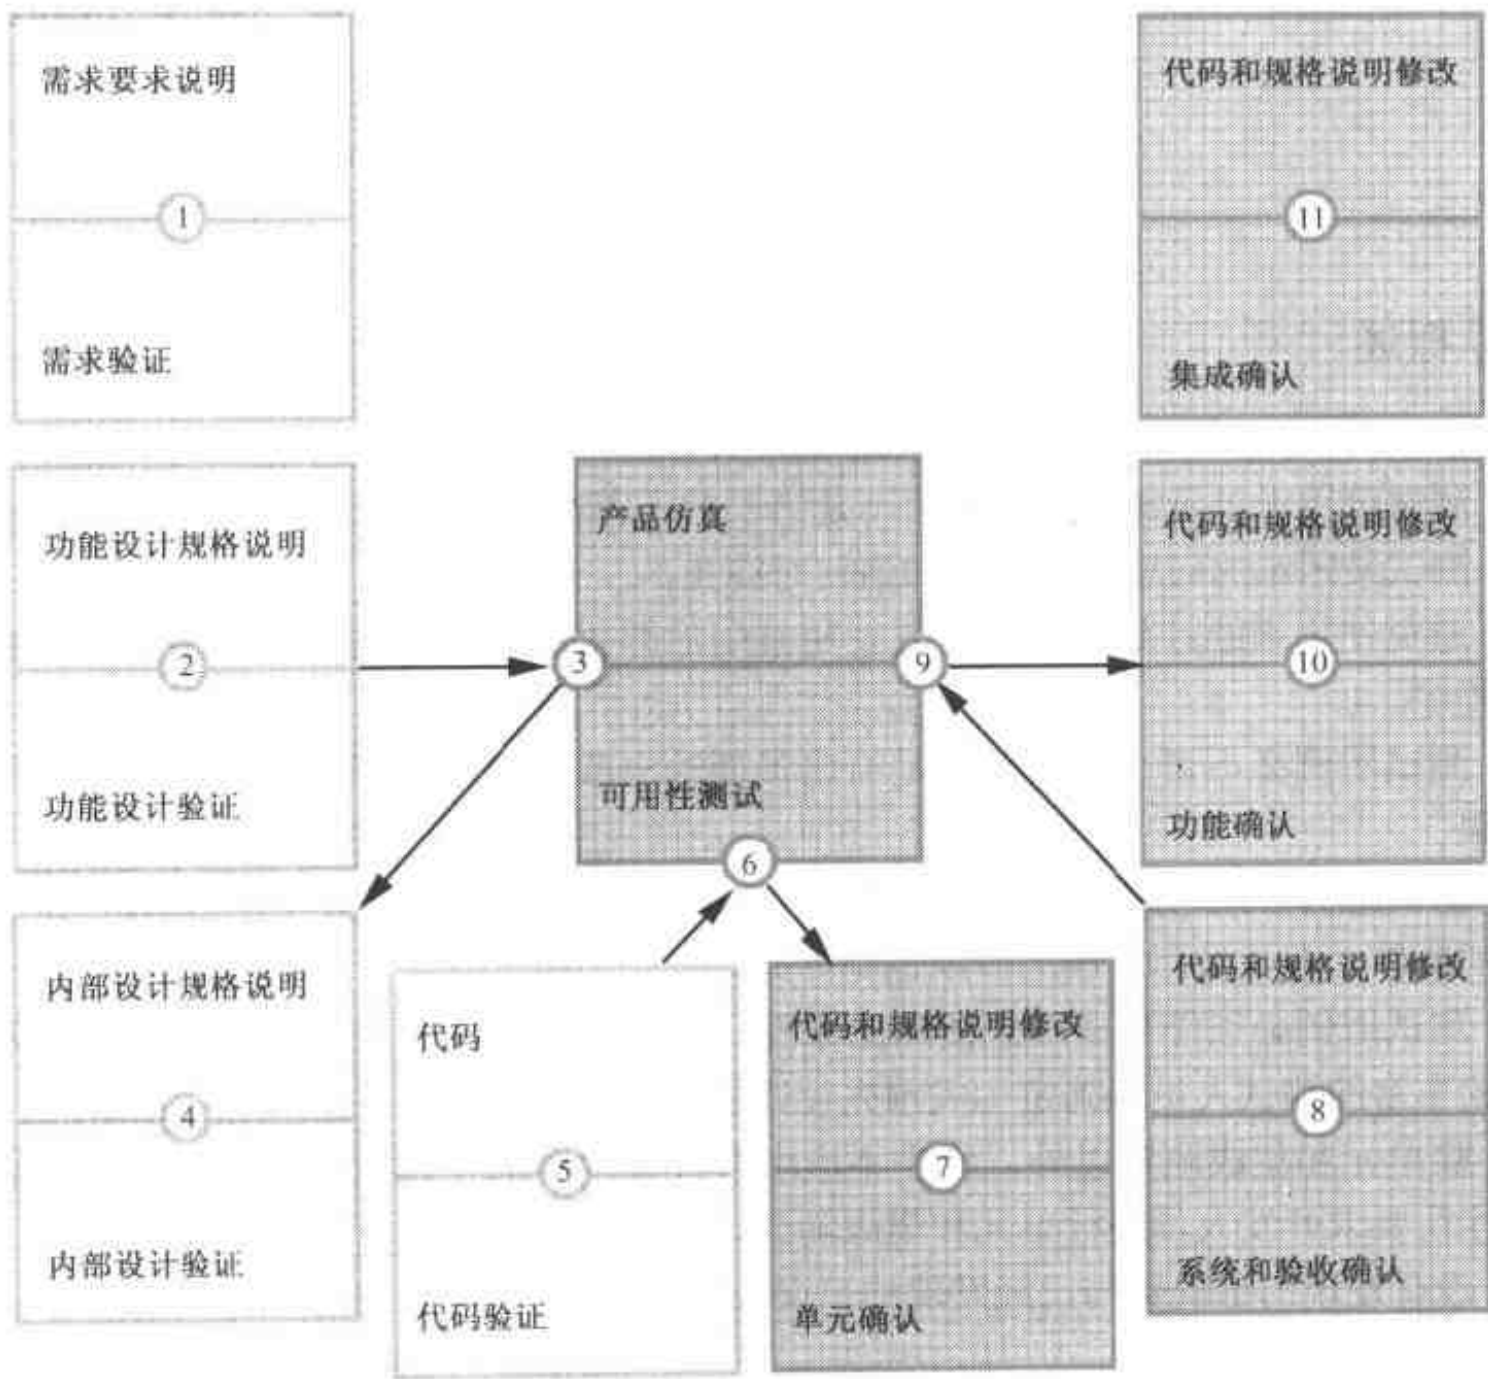 需求要求说明
1
需求验证
代码和规格说明修改
11
集成确认
功能设计规格说明
2
功能设计验证
产品仿真
3
9
可用性测试
6
代码和规格说明修改
10
功能确认
内部设计规格说明
4
内部设计验证
代码
5
代码验证
代码和规格说明修改
7
单元确认
代码和规格说明修改
8
系统和验收确认